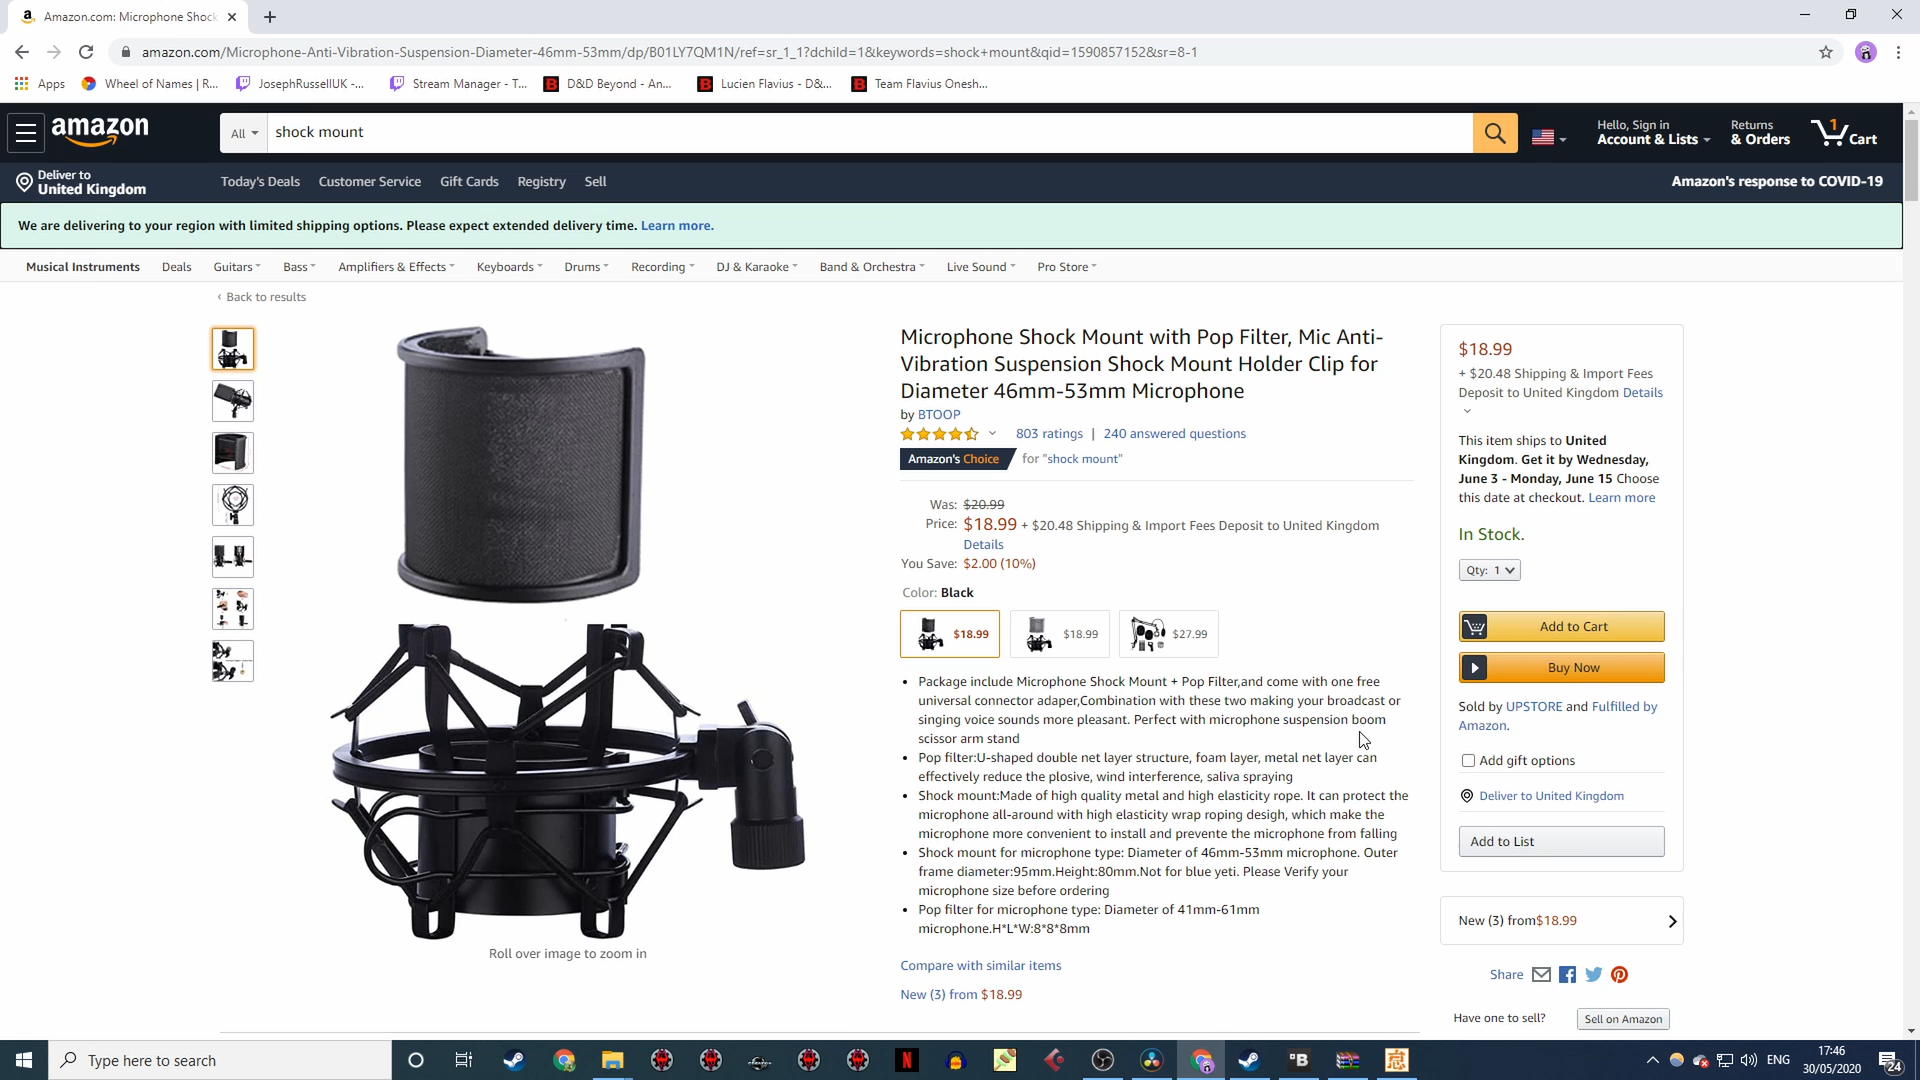 Amazon.com: Microphone Shock
amazon.com/Microphone-Anti-Vibration-Suspension-Diameter-46mm-53mm/dp/B01LY7QM1N/ref=sr_1_1?dchild=1&keywords=shock+mount&qid=1590857152&sr=8-1
Apps
Wheel of Names | R...
JosephRussellUK -...
Stream Manager - T...
D&D Beyond - An...
Lucien Flavius - D&...
Team Flavius Onesh...
amazon
All
shock mount
Hello, Sign in
Account & Lists
Returns
& Orders
1
Cart
Deliver to
United Kingdom
Today's Deals
Customer Service
Gift Cards
Registry
Sell
Amazon's response to COVID-19
We are delivering to your region with limited shipping options. Please expect extended delivery time. Learn more.
Musical Instruments
Deals
Guitars
Bass
Amplifiers & Effects
Keyboards
Drums
Recording
DJ & Karaoke
Band & Orchestra
Live Sound
Pro Store
‹ Back to results
Roll over image to zoom in
Microphone Shock Mount with Pop Filter, Mic Anti-
Vibration Suspension Shock Mount Holder Clip for
Diameter 46mm-53mm Microphone
by BTOOP
803 ratings | 240 answered questions
Amazon's Choice for "shock mount"
Was: $20.99
Price: $18.99 + $20.48 Shipping & Import Fees Deposit to United Kingdom
Details
You Save: $2.00 (10%)
Color: Black
$18.99
$18.99
$27.99
• Package include Microphone Shock Mount + Pop Filter,and come with one free
universal connector adaper,Combination with these two making your broadcast or
singing voice sounds more pleasant. Perfect with microphone suspension boom
scissor arm stand
• Pop filter:U-shaped double net layer structure, foam layer, metal net layer can
effectively reduce the plosive, wind interference, saliva spraying
• Shock mount:Made of high quality metal and high elasticity rope. It can protect the
microphone all-around with high elasticity wrap roping desigh, which make the
microphone more convenient to install and prevente the microphone from falling
• Shock mount for microphone type: Diameter of 46mm-53mm microphone. Outer
frame diameter:95mm.Height:80mm.Not for blue yeti. Please Verify your
microphone size before ordering
• Pop filter for microphone type: Diameter of 41mm-61mm
microphone.H*L*W:8*8*8mm
Compare with similar items
New (3) from $18.99
$18.99
+ $20.48 Shipping & Import Fees
Deposit to United Kingdom Details
This item ships to United
Kingdom. Get it by Wednesday,
June 3 - Monday, June 15 Choose
this date at checkout. Learn more
In Stock.
Qty: 1
Add to Cart
Buy Now
Sold by UPSTORE and Fulfilled by
Amazon.
Add gift options
Deliver to United Kingdom
Add to List
New (3) from$18.99
Share
Have one to sell?
Sell on Amazon
Type here to search
ENG
17:46
30/05/2020
24